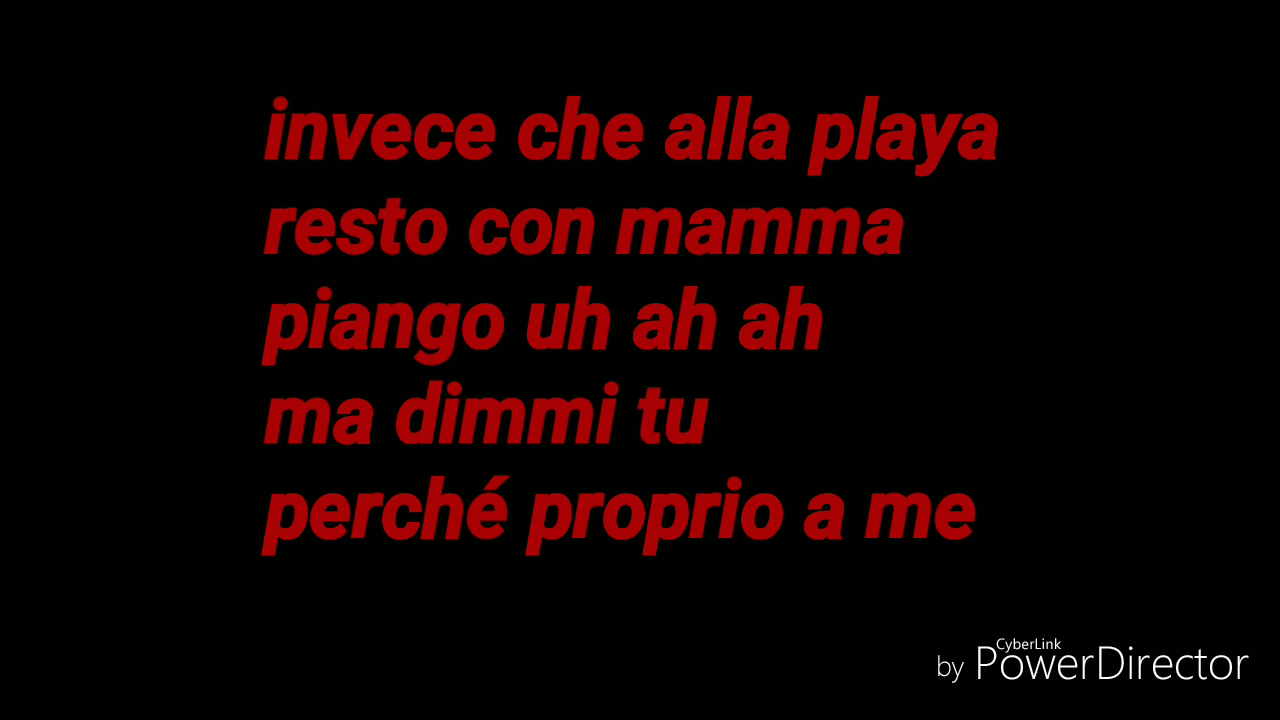 invece che alla playa
resto con mamma
piango uh ah ah
ma dimmi tu
perché proprio a me
by CyberLink PowerDirector